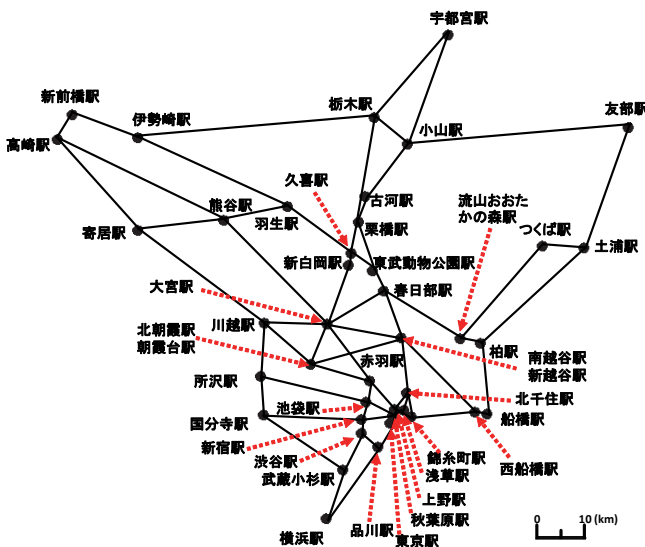 宇都宮駅
新前橋駅
伊勢崎駅
栃木駅
友部駅
高崎駅
小山駅
久喜駅
古河駅
流山おおた
かの森駅
熊谷駅
羽生駅
栗橋駅
つくば駅
寄居駅
土浦駅
新白岡駅
東武動物公園駅
大宮駅
春日部駅
北朝霞駅
朝霞台駅
川越駅
赤羽駅
柏駅
南越谷駅
新越谷駅
所沢駅
北千住駅
池袋駅
国分寺駅
船橋駅
新宿駅
錦糸町駅
西船橋駅
渋谷駅
浅草駅
武蔵小杉駅
上野駅
秋葉原駅
品川駅
東京駅
横浜駅
0 10 (km)